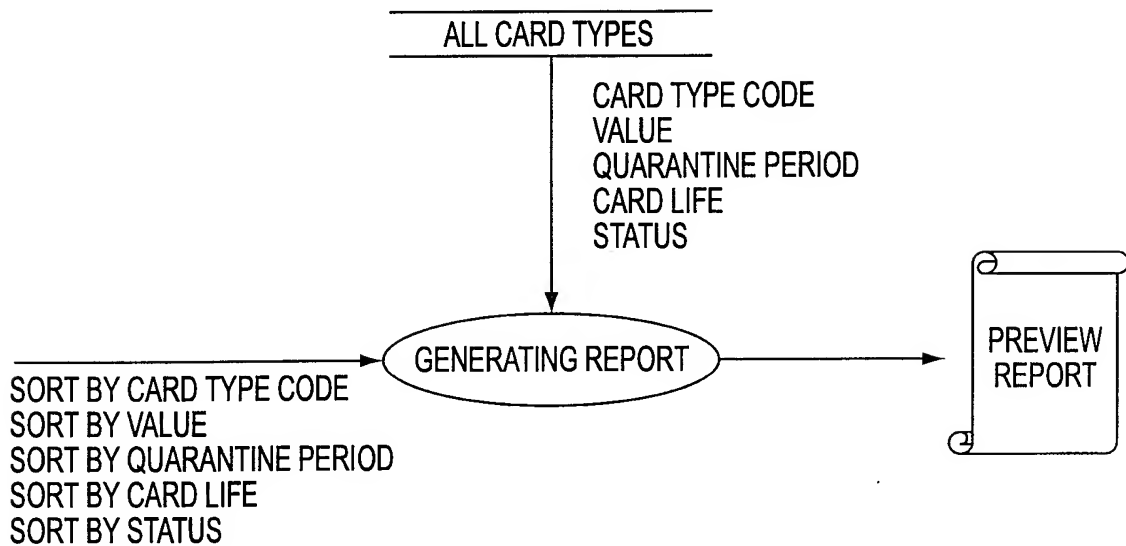 ALL CARD TYPES
CARD TYPE CODE
VALUE
QUARANTINE PERIOD
CARD LIFE
STATUS
GENERATING REPORT
PREVIEW
REPORT
SORT BY CARD TYPE CODE
SORT BY VALUE
SORT BY QUARANTINE PERIOD
SORT BY CARD LIFE
SORT BY STATUS